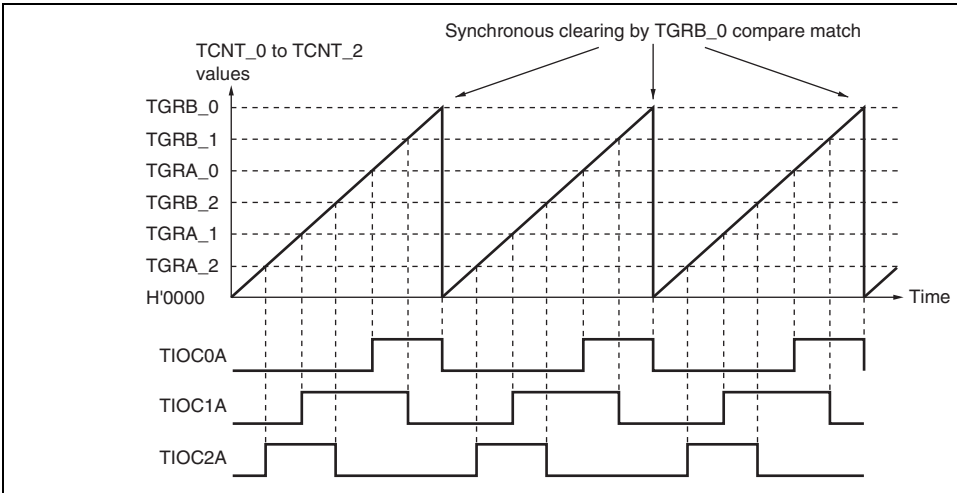 Synchronous clearing by TGRB_0 compare match
TCNT_0 to TCNT_2
values
TGRB_0
TGRB_1
TGRA_0
TGRB_2
TGRA_1
TGRA_2
H'0000
Time
TIOC0A
TIOC1A
TIOC2A